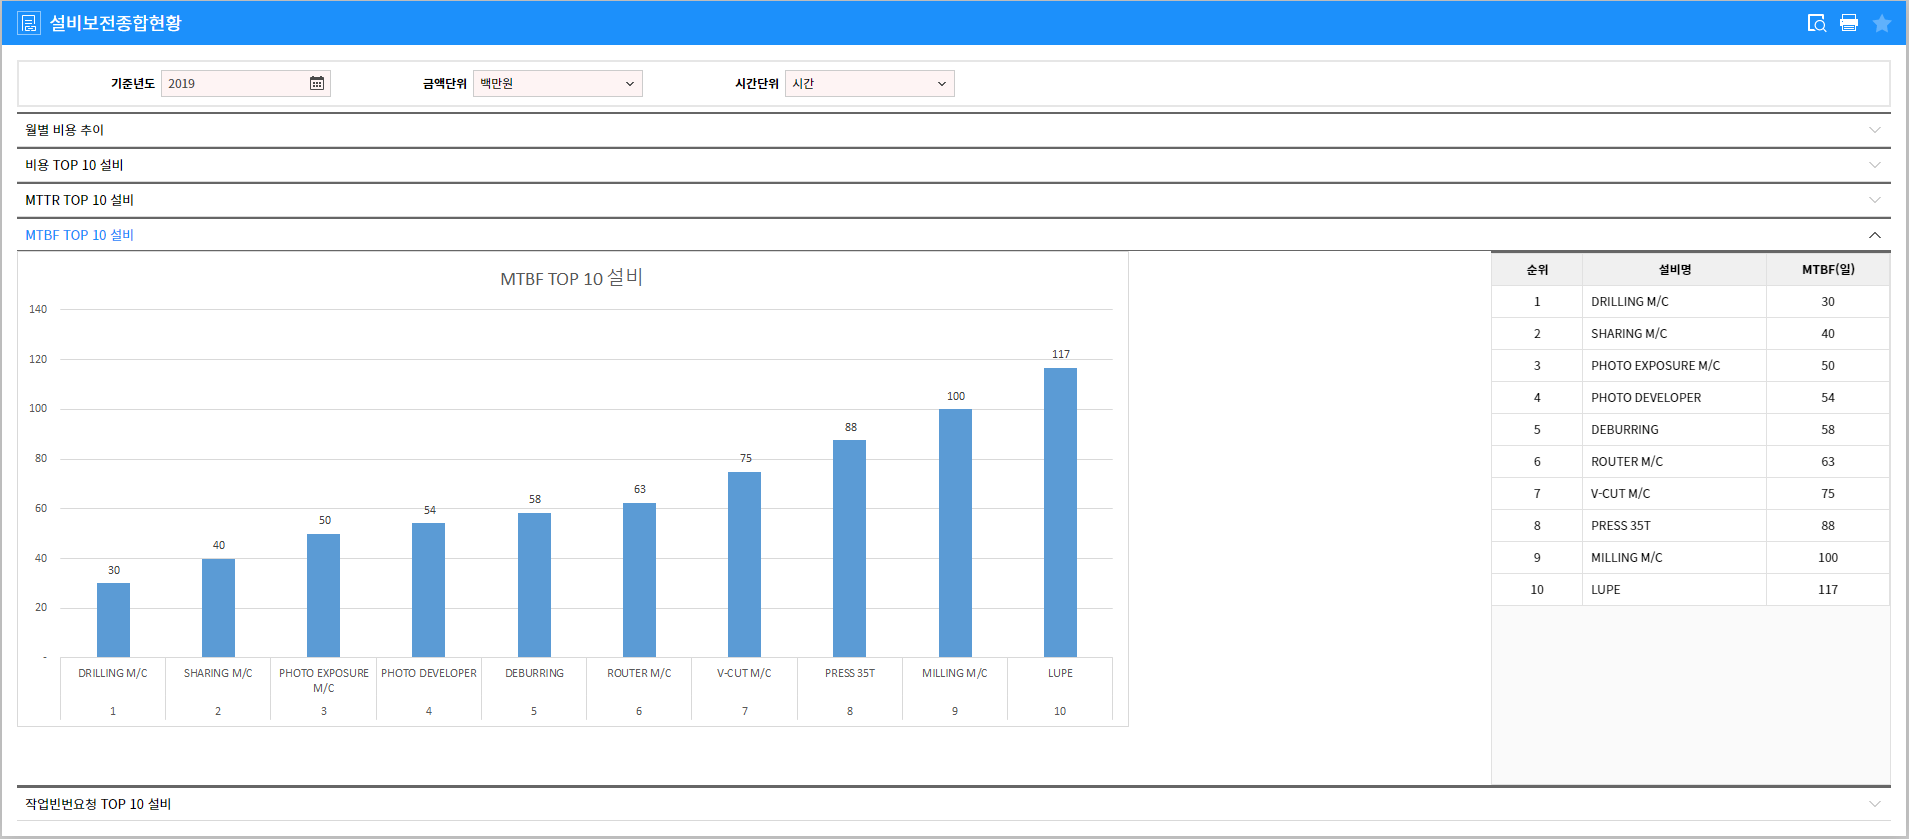 설비보전종합현황
기준년도 2019 금액단위 백만원 시간단위 시간
월별 비용 추이
비용 TOP 10 설비
MTTR TOP 10 설비
MTBF TOP 10 설비
MTBF TOP 10 설비
140
120
100
80
60
40
20
-
30 40 50 54 58 63 75 88 100 117
DRILLING M/C SHARING M/C PHOTO EXPOSURE M/C PHOTO DEVELOPER DEBURRING ROUTER M/C V-CUT M/C PRESS 35T MILLING M/C LUPE
1 2 3 4 5 6 7 8 9 10
순위 설비명 MTBF(일)
1 DRILLING M/C 30
2 SHARING M/C 40
3 PHOTO EXPOSURE M/C 50
4 PHOTO DEVELOPER 54
5 DEBURRING 58
6 ROUTER M/C 63
7 V-CUT M/C 75
8 PRESS 35T 88
9 MILLING M/C 100
10 LUPE 117
작업빈번요청 TOP 10 설비